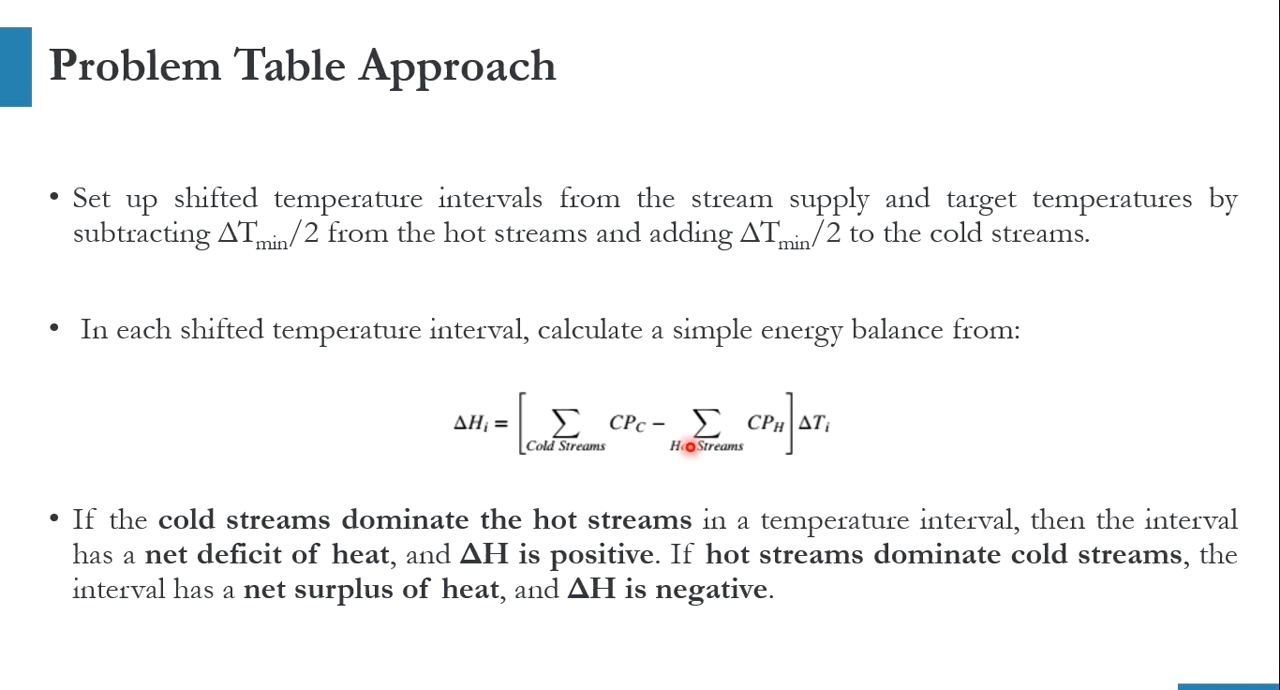 Problem Table Approach
• Set up shifted temperature intervals from the stream supply and target temperatures by
subtracting ΔTmin/2 from the hot streams and adding ΔTmin/2 to the cold streams.
• In each shifted temperature interval, calculate a simple energy balance from:
ΔHi = [ ∑ CPC − ∑ CPH ] ΔTi
Cold Streams Streams
• If the cold streams dominate the hot streams in a temperature interval, then the interval
has a net deficit of heat, and ΔH is positive. If hot streams dominate cold streams, the
interval has a net surplus of heat, and ΔH is negative.